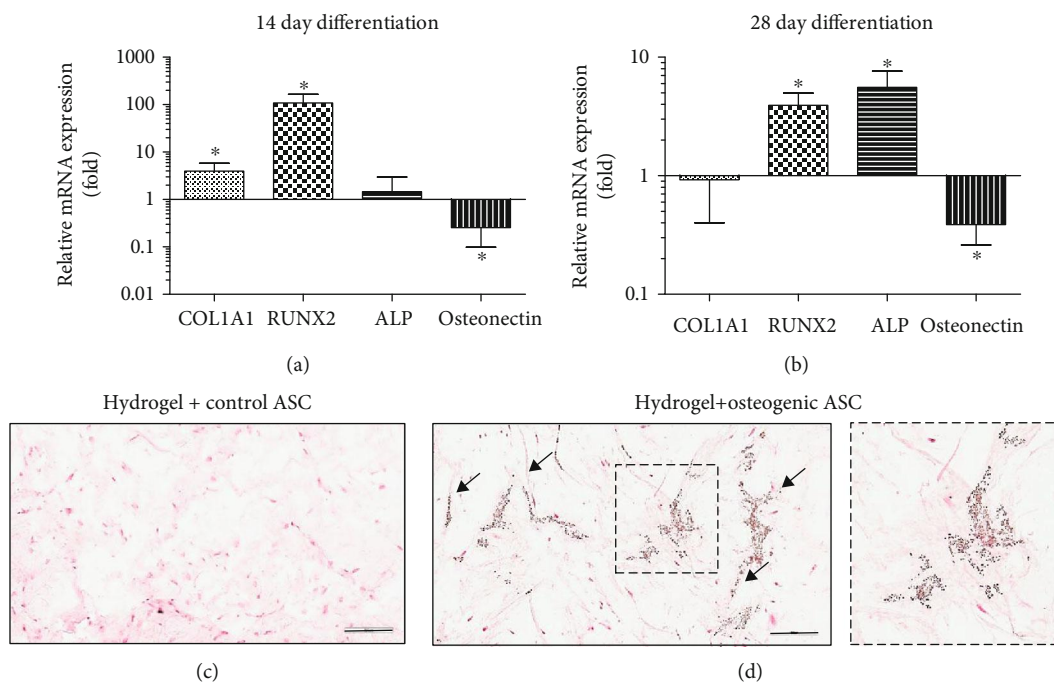 14 day differentiation
Relative mRNA expression
(fold)
1000
100
10
1
0.1
0.01
*
*
*
COL1A1 RUNX2 ALP Osteonectin
(a)
28 day differentiation
Relative mRNA expression
(fold)
10
1
0.1
*
*
*
COL1A1 RUNX2 ALP Osteonectin
(b)
Hydrogel + control ASC
(c)
Hydrogel+osteogenic ASC
(d)